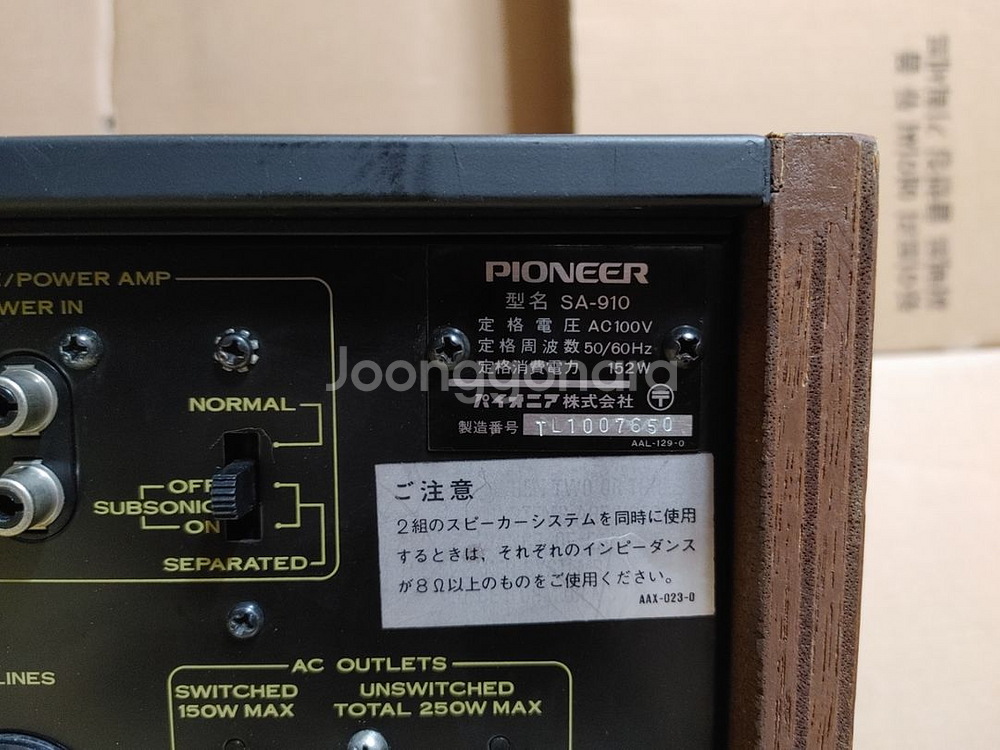 /POWER AMP
WER IN
NORMAL
OFF
SUBSONIC
ON
SEPARATED
PIONEER
型名 SA-910
定格電圧 AC100V
定格周波数 50/60Hz
定格消費電力 152W
パイオニア株式会社 〒
製造番号 TL1007650
AAL-129-0
Joonggonara
ご注意
2組のスピーカーシステムを同時に使用
するときは、それぞれのインピーダンス
が8Ω以上のものをご使用ください。
AAX-023-0
LINES
AC OUTLETS
SWITCHED
150W MAX
UNSWITCHED
TOTAL 250W MAX